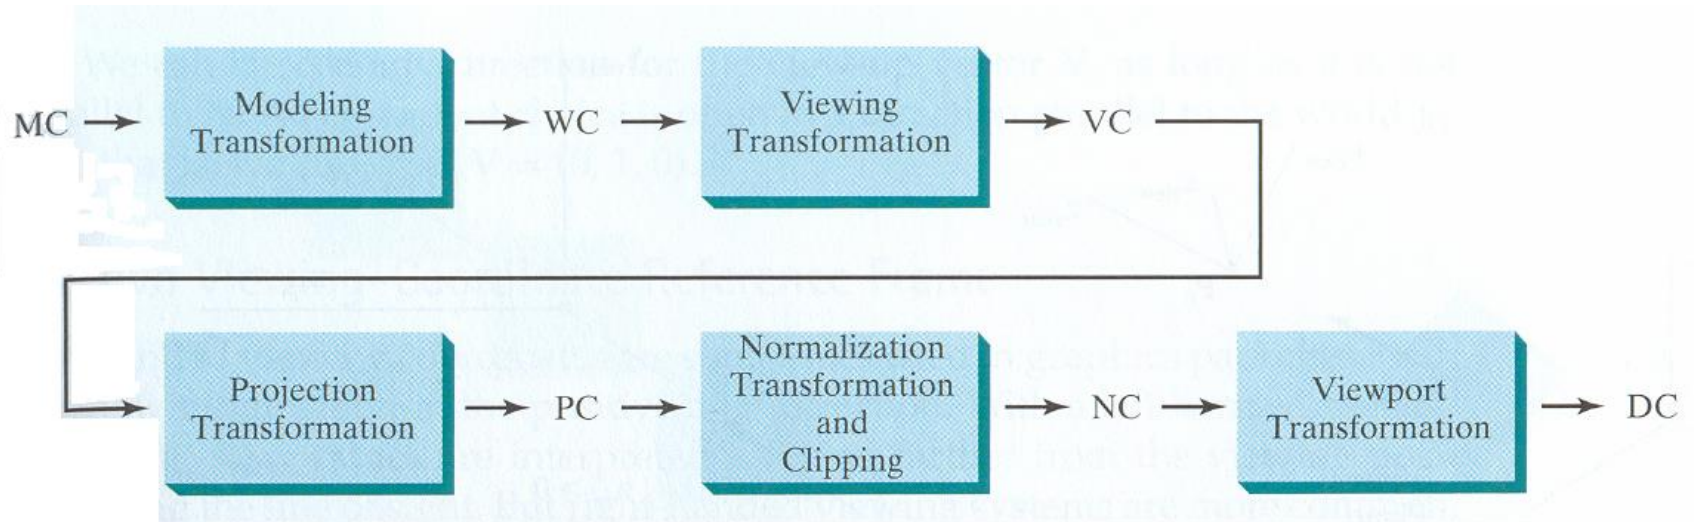 MC
Modeling
Transformation
WC
Viewing
Transformation
VC
Projection
Transformation
PC
Normalization
Transformation
and
Clipping
NC
Viewport
Transformation
DC